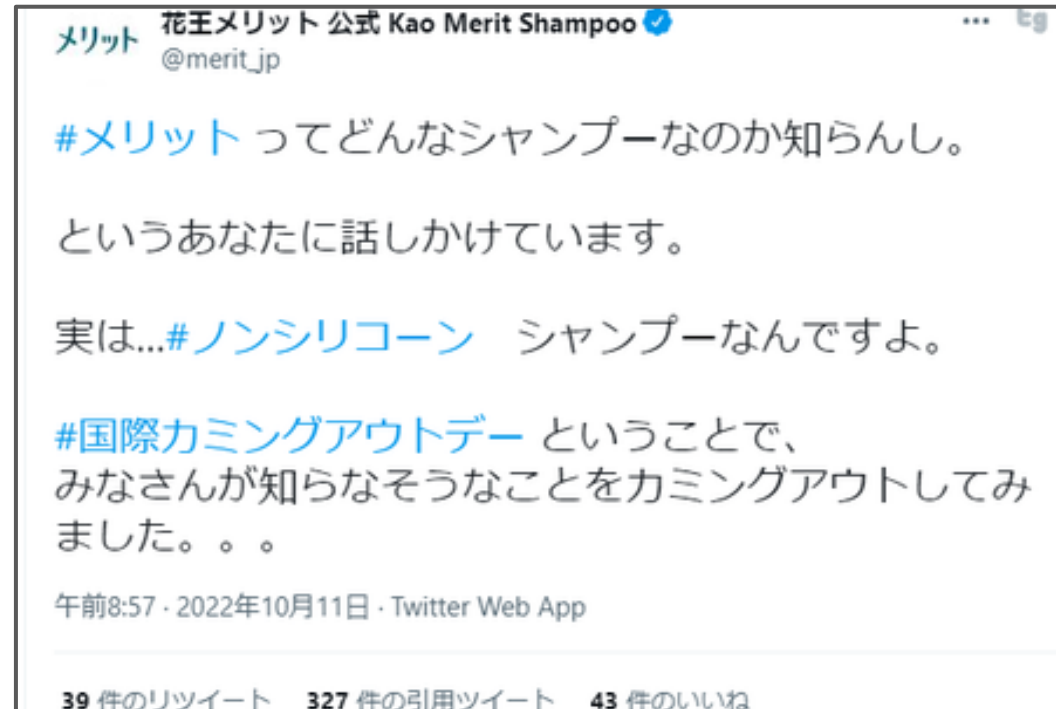 メリット
花王メリット 公式 Kao Merit Shampoo
@merit_jp
#メリット ってどんなシャンプーなのか知らんし。
というあなたに話しかけています。
実は...#ノンシリコーン　シャンプーなんですよ。
#国際カミングアウトデー ということで、
みなさんが知らなそうなことをカミングアウトしてみ
ました。。。
午前8:57 · 2022年10月11日 · Twitter Web App
39 件のリツイート 327 件の引用ツイート 43 件のいいね